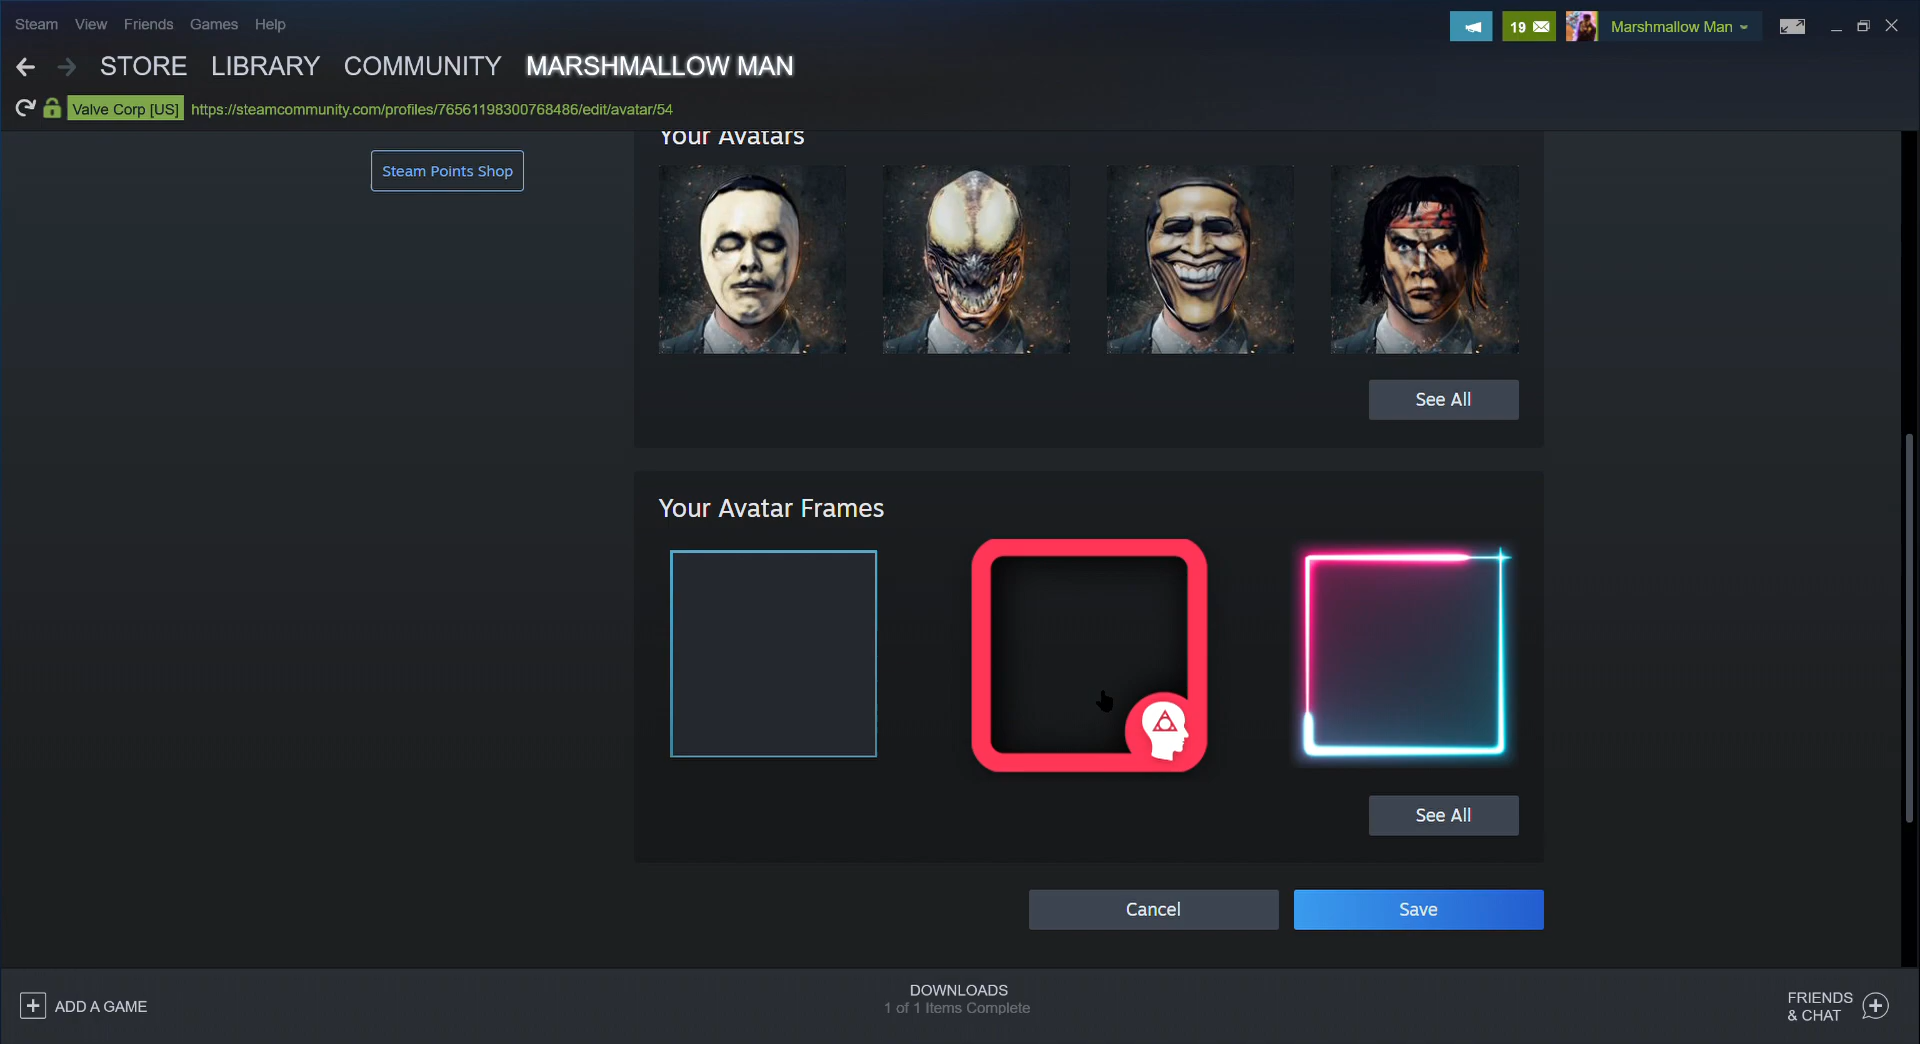 Steam View Friends Games Help
19
Marshmallow Man
STORE LIBRARY COMMUNITY MARSHMALLOW MAN
Valve Corp [US] https://steamcommunity.com/profiles/76561198300768486/edit/avatar/54
Your Avatars
Steam Points Shop
See All
Your Avatar Frames
See All
Cancel
Save
ADD A GAME
DOWNLOADS
1 of 1 Items Complete
FRIENDS
& CHAT